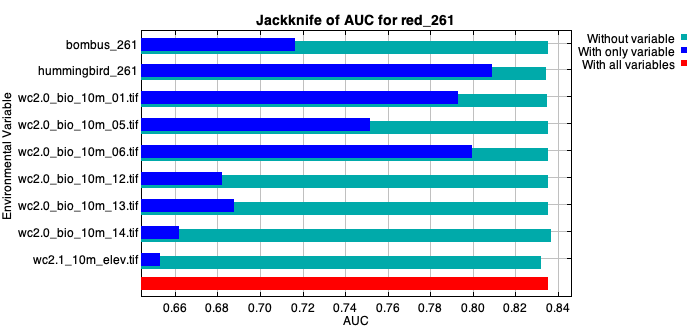 Jackknife of AUC for red_261
Without variable
With only variable
With all variables
Environmental Variable
bombus_261
hummingbird_261
wc2.0_bio_10m_01.tif
wc2.0_bio_10m_05.tif
wc2.0_bio_10m_06.tif
wc2.0_bio_10m_12.tif
wc2.0_bio_10m_13.tif
wc2.0_bio_10m_14.tif
wc2.1_10m_elev.tif
0.66 0.68 0.70 0.72 0.74 0.76 0.78 0.80 0.82 0.84
AUC